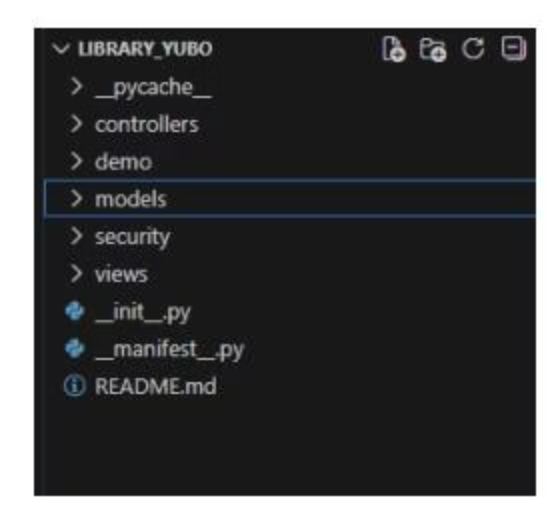 LIBRARY_YUBO
__pycache__
controllers
demo
models
security
views
__init__.py
__manifest__.py
README.md